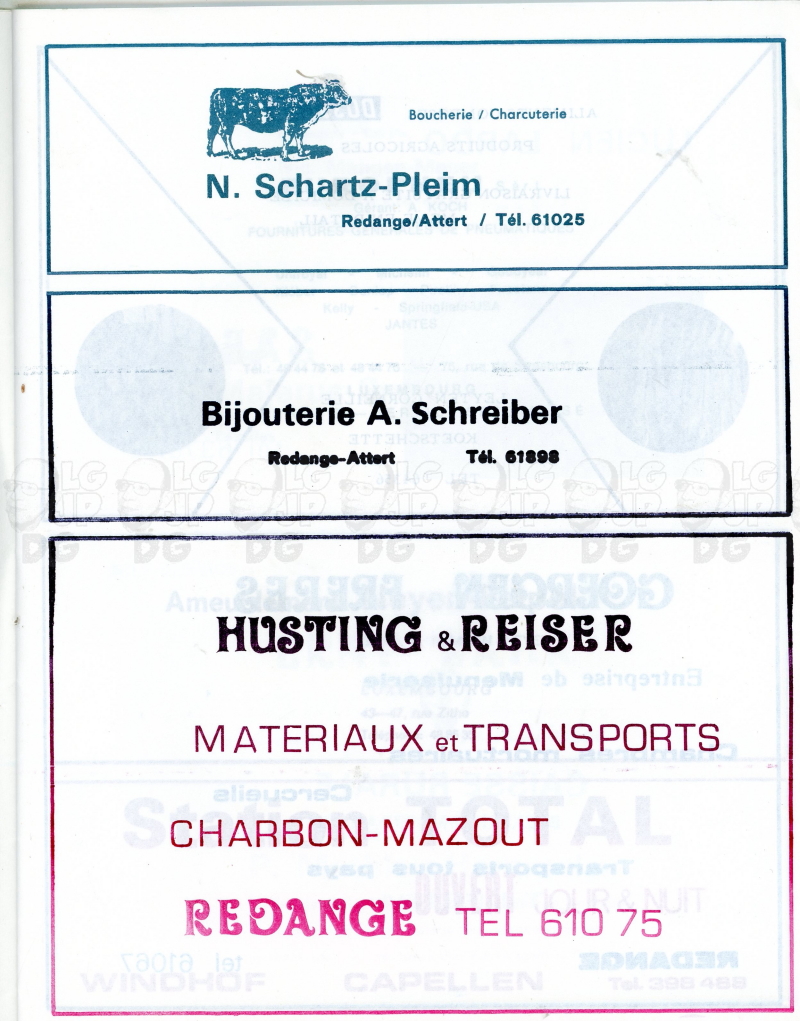 Boucherie / Charcuterie
N. Schartz-Pleim
Redange/Attert / Tél. 61025
Bijouterie A. Schreiber
Redange-Attert Tél. 61898
HUSTING & REISER
MATERIAUX et TRANSPORTS
CHARBON-MAZOUT
REDANGE TEL 610 75